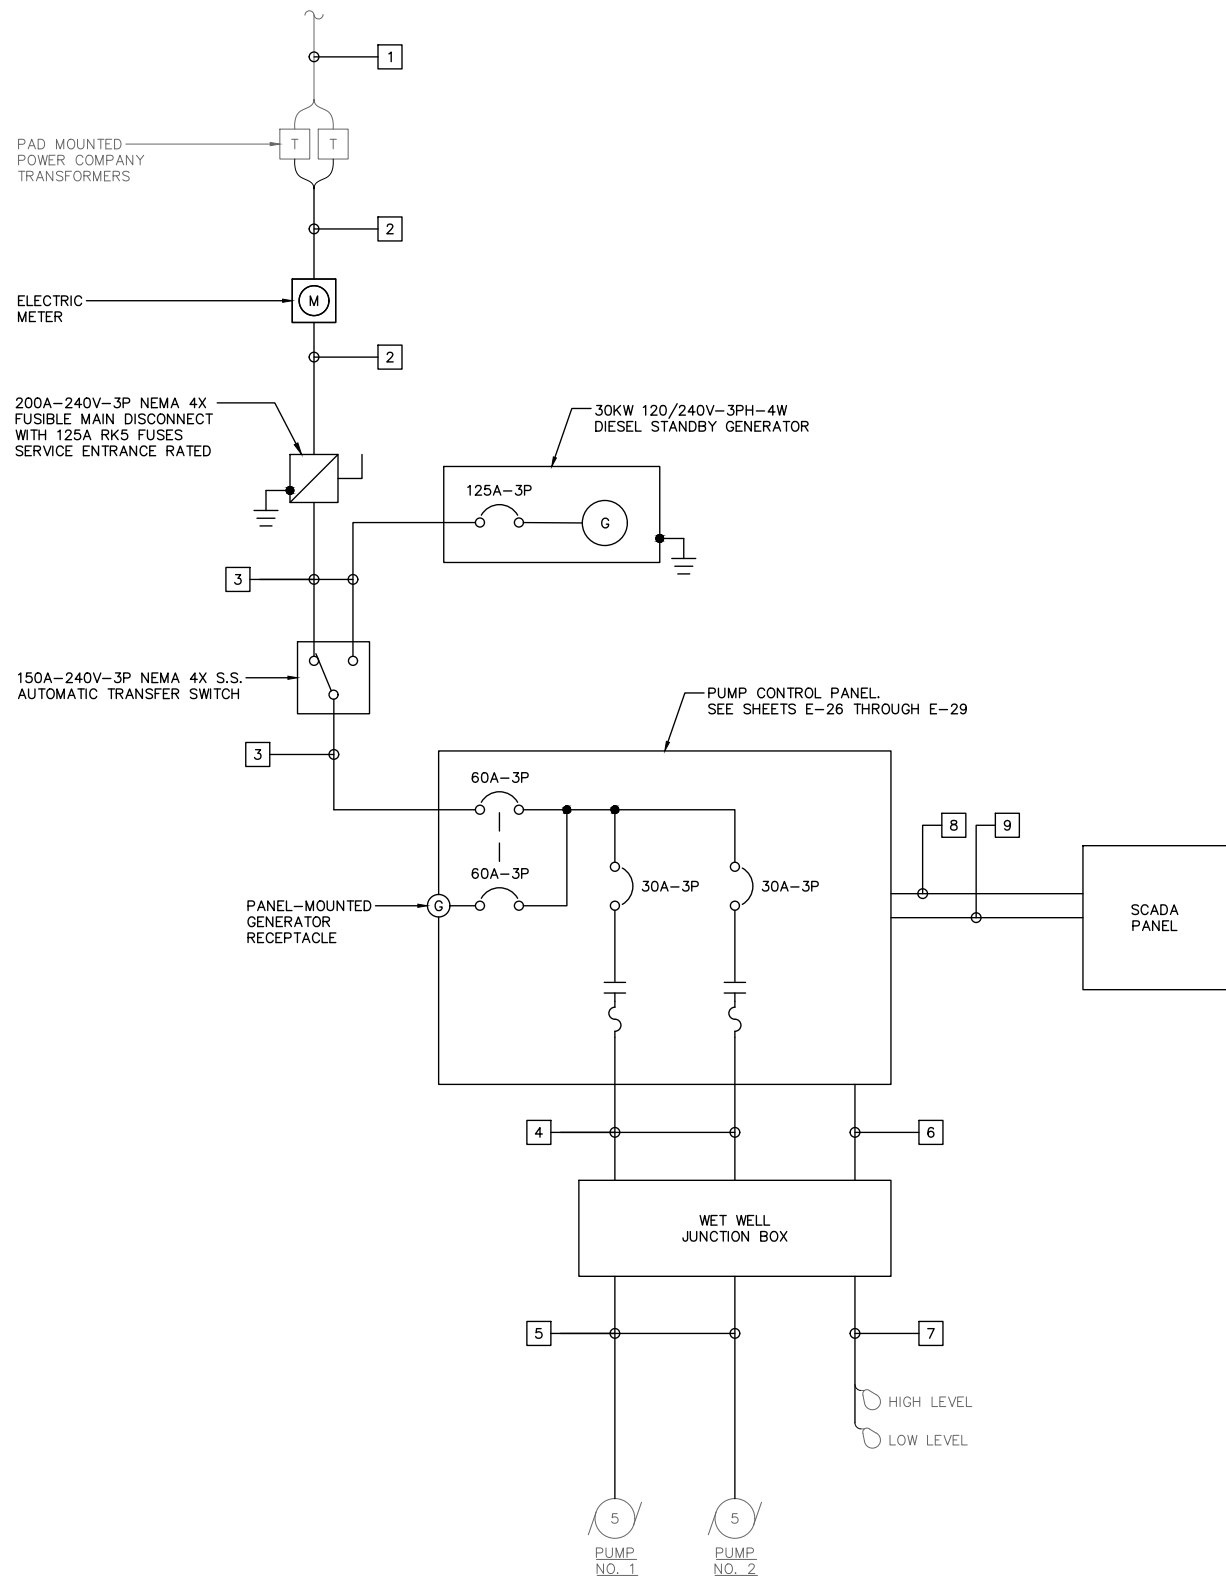 1
PAD MOUNTED
POWER COMPANY
TRANSFORMERS
T
T
2
ELECTRIC
METER
M
2
200A-240V-3P NEMA 4X
FUSIBLE MAIN DISCONNECT
WITH 125A RK5 FUSES
SERVICE ENTRANCE RATED
30KW 120/240V-3PH-4W
DIESEL STANDBY GENERATOR
125A-3P
G
3
150A-240V-3P NEMA 4X S.S.
AUTOMATIC TRANSFER SWITCH
PUMP CONTROL PANEL.
SEE SHEETS E-26 THROUGH E-29
3
60A-3P
60A-3P
30A-3P
30A-3P
PANEL-MOUNTED
GENERATOR
RECEPTACLE
G
8
9
SCADA
PANEL
4
6
WET WELL
JUNCTION BOX
5
7
HIGH LEVEL
LOW LEVEL
5
5
PUMP
NO. 1
PUMP
NO. 2